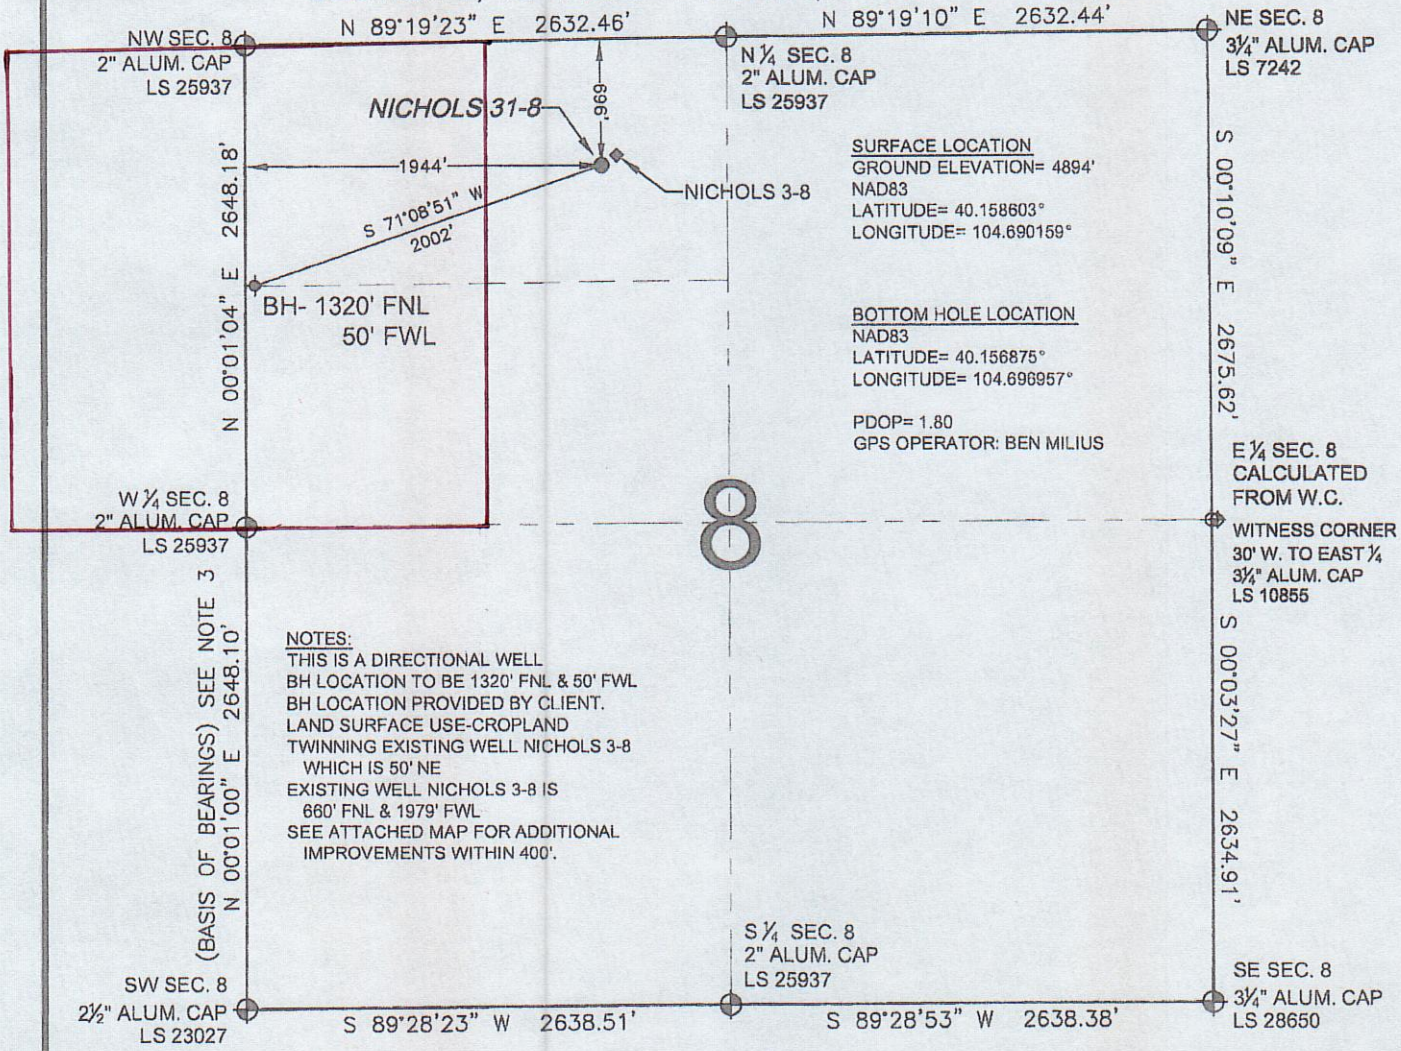 N 89°19'23" E 2632.46'
N 89°19'10" E 2632.44'
NW SEC. 8
2" ALUM. CAP
LS 25937
N ¼ SEC. 8
2" ALUM. CAP
LS 25937
NE SEC. 8
3¼" ALUM. CAP
LS 7242
NICHOLS 31-8
696'
1944'
NICHOLS 3-8
S 71°08'51" W
2002'
BH- 1320' FNL
50' FWL
N 00°01'04" E 2648.18'
SURFACE LOCATION
GROUND ELEVATION= 4894'
NAD83
LATITUDE= 40.158603°
LONGITUDE= 104.690159°
BOTTOM HOLE LOCATION
NAD83
LATITUDE= 40.156875°
LONGITUDE= 104.696957°
PDOP= 1.80
GPS OPERATOR: BEN MILIUS
S 00°10'09" E 2675.62'
W ¼ SEC. 8
2" ALUM. CAP
LS 25937
8
E ¼ SEC. 8
CALCULATED
FROM W.C.
WITNESS CORNER
30' W. TO EAST ¼
3¼" ALUM. CAP
LS 10855
(BASIS OF BEARINGS) SEE NOTE 3
N 00°01'00" E 2648.10'
NOTES:
THIS IS A DIRECTIONAL WELL
BH LOCATION TO BE 1320' FNL & 50' FWL
BH LOCATION PROVIDED BY CLIENT.
LAND SURFACE USE-CROPLAND
TWINNING EXISTING WELL NICHOLS 3-8
WHICH IS 50' NE
EXISTING WELL NICHOLS 3-8 IS
660' FNL & 1979' FWL
SEE ATTACHED MAP FOR ADDITIONAL
IMPROVEMENTS WITHIN 400'.
S 00°03'27" E 2634.91'
SW SEC. 8
2½" ALUM. CAP
LS 23027
S ¼ SEC. 8
2" ALUM. CAP
LS 25937
SE SEC. 8
3¼" ALUM. CAP
LS 28650
S 89°28'23" W 2638.51'
S 89°28'53" W 2638.38'